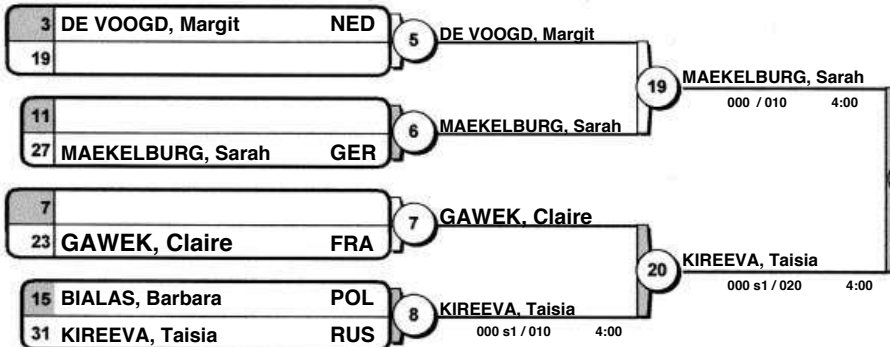 3 DE VOOGD, Margit NED
19
5
DE VOOGD, Margit
11
27 MAEKELBURG, Sarah GER
6
MAEKELBURG, Sarah
19
MAEKELBURG, Sarah
000 / 010 4:00
7
23 GAWEK, Claire FRA
7
GAWEK, Claire
15 BIALAS, Barbara POL
31 KIREEVA, Taisia RUS
8
KIREEVA, Taisia
000 s1 / 010 4:00
20
KIREEVA, Taisia
000 s1 / 020 4:00